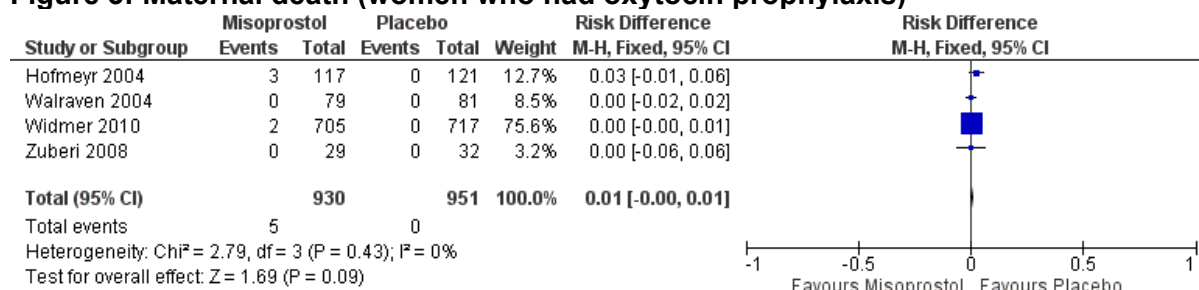 Figure 3: Maternal death (women who had oxytocin prophylaxis)
Misoprostol Placebo Risk Difference Risk Difference
Study or Subgroup Events Total Events Total Weight M-H, Fixed, 95% CI M-H, Fixed, 95% CI
Hofmeyr 2004 3 117 0 121 12.7% 0.03 [-0.01, 0.06]
Walraven 2004 0 79 0 81 8.5% 0.00 [-0.02, 0.02]
Widmer 2010 2 705 0 717 75.6% 0.00 [-0.00, 0.01]
Zuberi 2008 0 29 0 32 3.2% 0.00 [-0.06, 0.06]
Total (95% CI) 930 951 100.0% 0.01 [-0.00, 0.01]
Total events 5 0
Heterogeneity: Chi² = 2.79, df = 3 (P = 0.43); I² = 0%
Test for overall effect: Z = 1.69 (P = 0.09)
-1 -0.5 0 0.5 1
Favours Misoprostol Favours Placebo